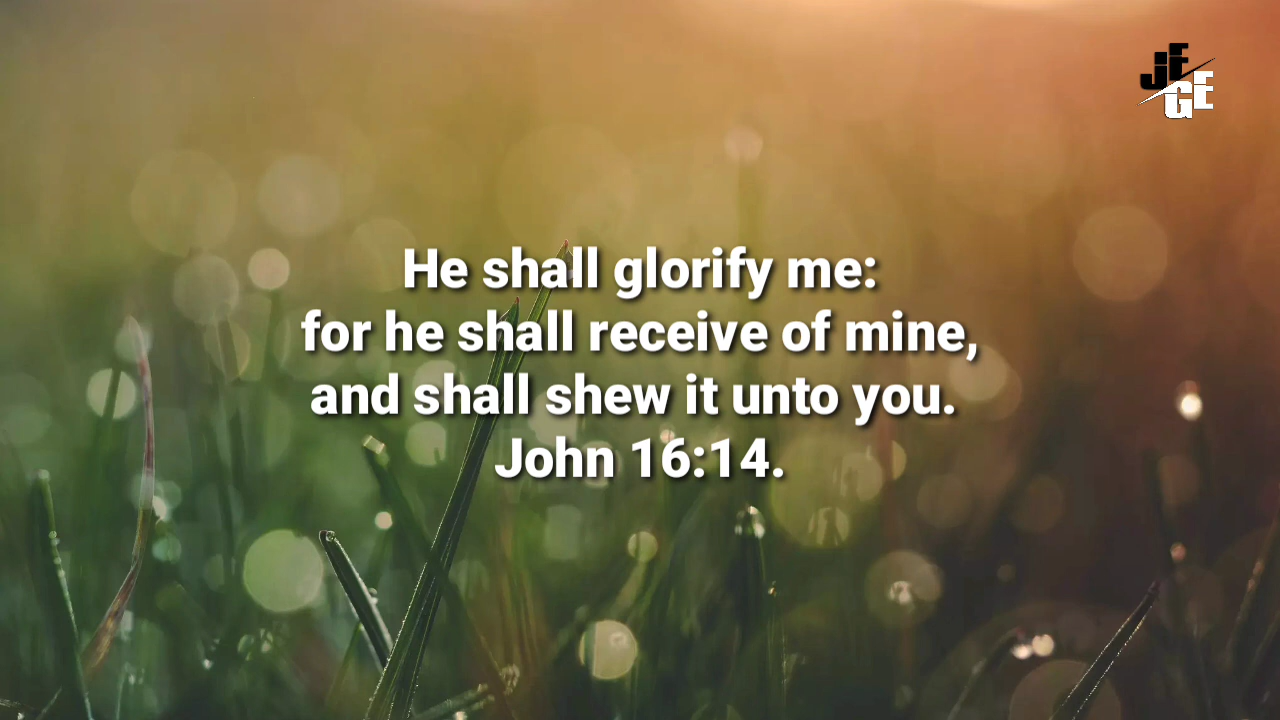 JF
GE
He shall glorify me:
for he shall receive of mine,
and shall shew it unto you.
John 16:14.